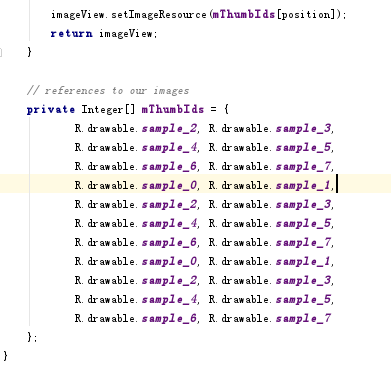 imageView.setImageResource(mThumbIds[position]);
return imageView;
}
// references to our images
private Integer[] mThumbIds = {
R.drawable.sample_2, R.drawable.sample_3,
R.drawable.sample_4, R.drawable.sample_5,
R.drawable.sample_6, R.drawable.sample_7,
R.drawable.sample_0, R.drawable.sample_1,
R.drawable.sample_2, R.drawable.sample_3,
R.drawable.sample_4, R.drawable.sample_5,
R.drawable.sample_6, R.drawable.sample_7,
R.drawable.sample_0, R.drawable.sample_1,
R.drawable.sample_2, R.drawable.sample_3,
R.drawable.sample_4, R.drawable.sample_5,
R.drawable.sample_6, R.drawable.sample_7
};
}